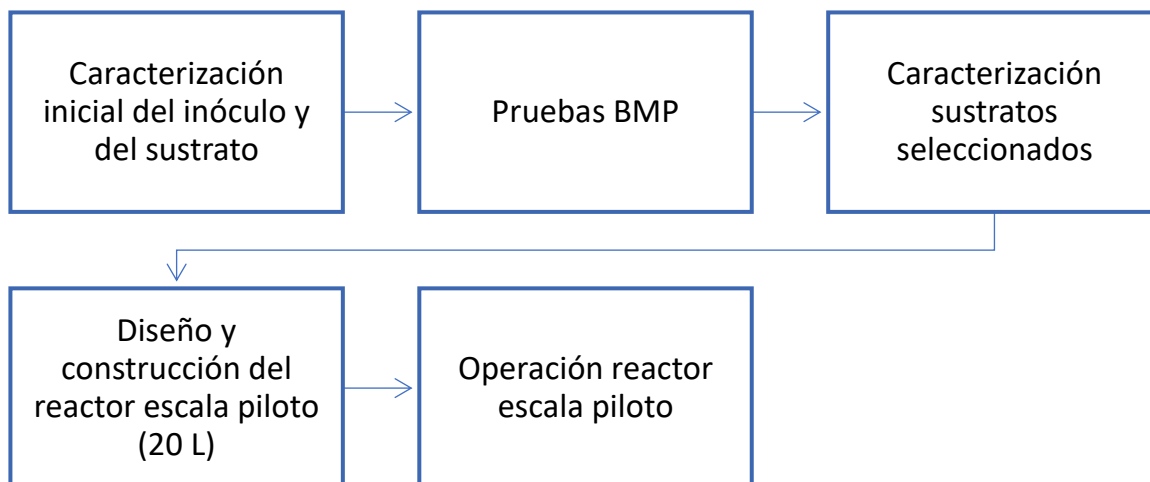 Caracterización
inicial del inóculo y
del sustrato
Pruebas BMP
Caracterización
sustratos
seleccionados
Diseño y
construcción del
reactor escala piloto
(20 L)
Operación reactor
escala piloto